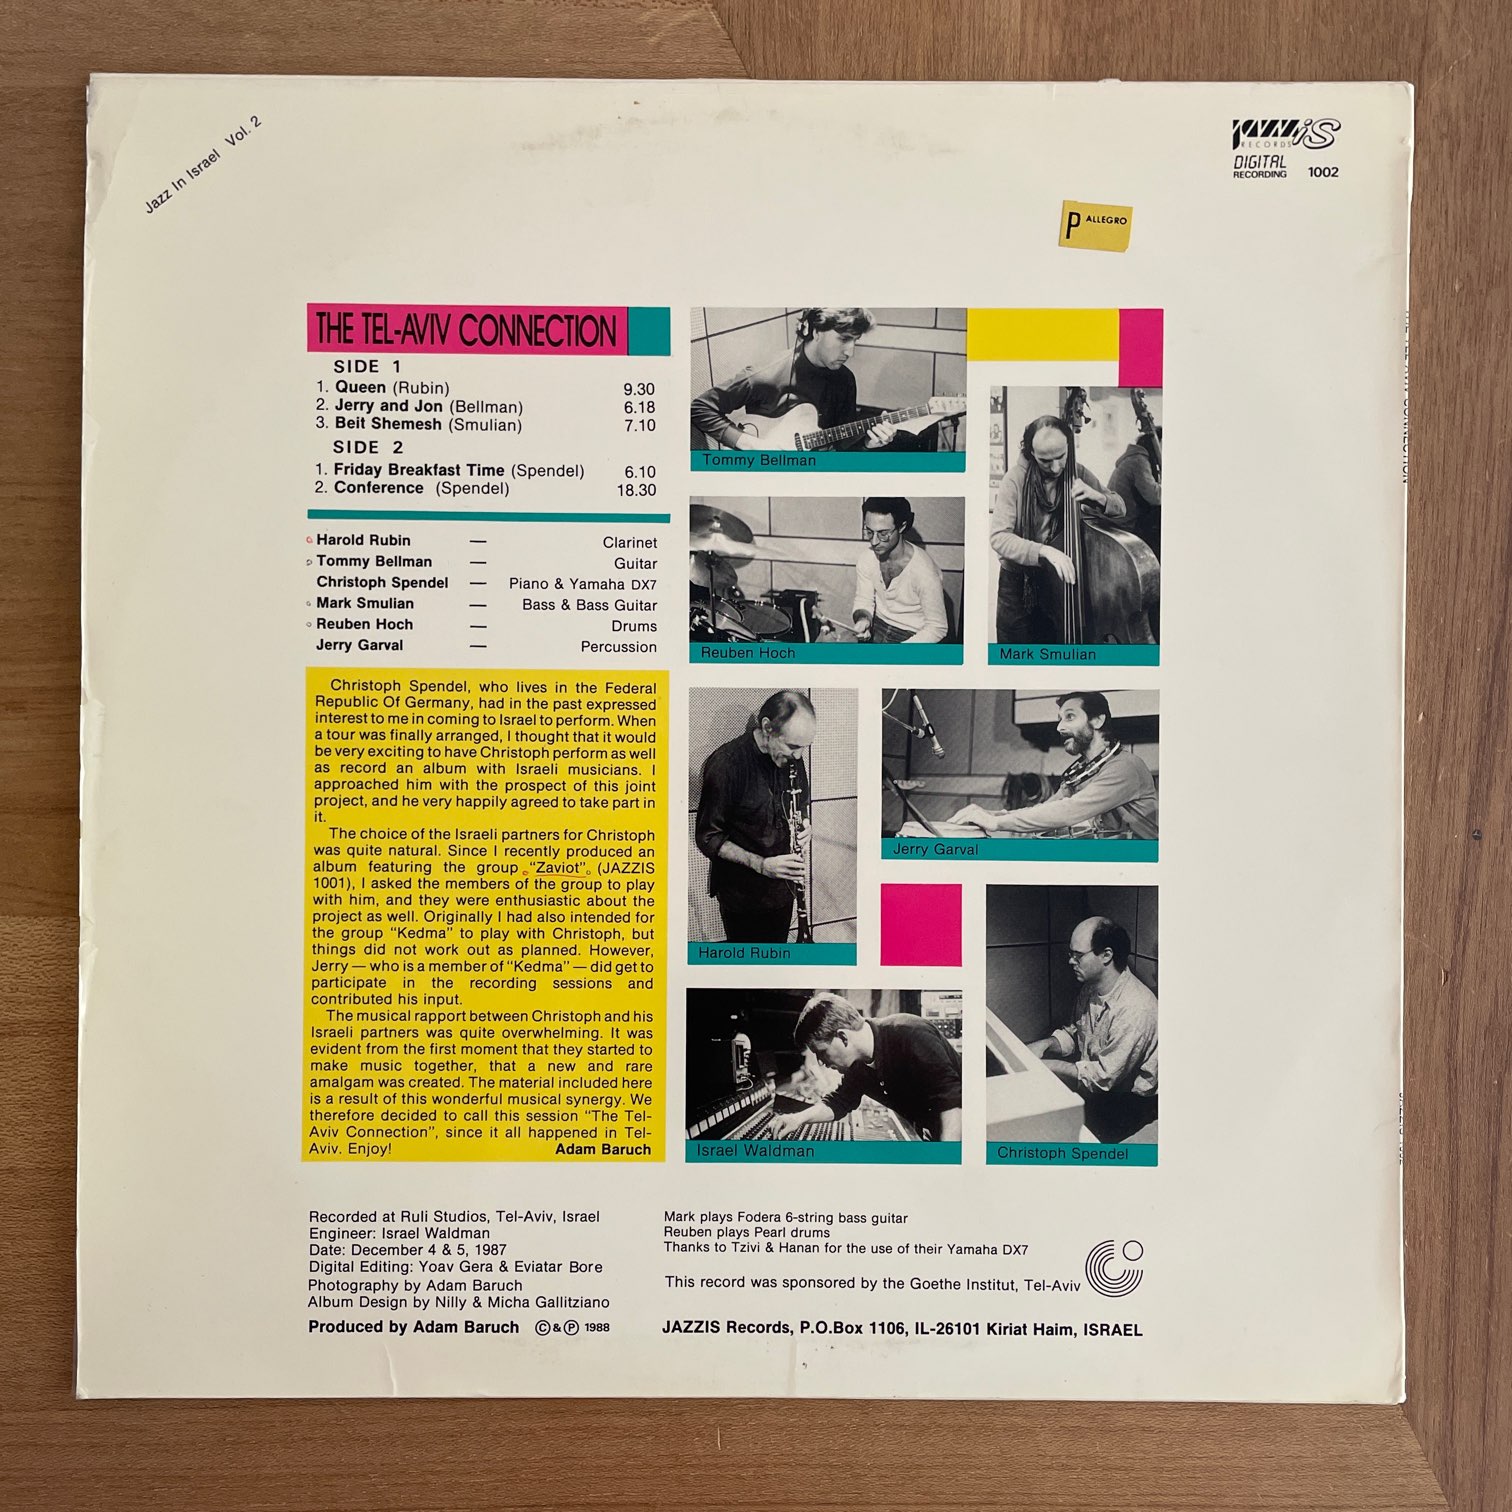 Jazz In Israel Vol. 2
jazzis
RECORDS
DIGITAL
RECORDING 1002
P ALLEGRO
THE TEL-AVIV CONNECTION
SIDE 1
1. Queen (Rubin) 9.30
2. Jerry and Jon (Bellman) 6.18
3. Beit Shemesh (Smulian) 7.10
SIDE 2
1. Friday Breakfast Time (Spendel) 6.10
2. Conference (Spendel) 18.30
Harold Rubin — Clarinet
Tommy Bellman — Guitar
Christoph Spendel — Piano & Yamaha DX7
Mark Smulian — Bass & Bass Guitar
Reuben Hoch — Drums
Jerry Garval — Percussion
Christoph Spendel, who lives in the Federal
Republic Of Germany, had in the past expressed
interest to me in coming to Israel to perform. When
a tour was finally arranged, I thought that it would
be very exciting to have Christoph perform as well
as record an album with Israeli musicians. I
approached him with the prospect of this joint
project, and he very happily agreed to take part in
it.
The choice of the Israeli partners for Christoph
was quite natural. Since I recently produced an
album featuring the group "Zaviot" (JAZZIS
1001), I asked the members of the group to play
with him, and they were enthusiastic about the
project as well. Originally I had also intended for
the group "Kedma" to play with Christoph, but
things did not work out as planned. However,
Jerry — who is a member of "Kedma" — did get to
participate in the recording sessions and
contributed his input.
The musical rapport between Christoph and his
Israeli partners was quite overwhelming. It was
evident from the first moment that they started to
make music together, that a new and rare
amalgam was created. The material included here
is a result of this wonderful musical synergy. We
therefore decided to call this session "The Tel-
Aviv Connection", since it all happened in Tel-
Aviv. Enjoy! Adam Baruch
Tommy Bellman
Reuben Hoch
Mark Smulian
Harold Rubin
Jerry Garval
Israel Waldman
Christoph Spendel
Recorded at Ruli Studios, Tel-Aviv, Israel
Engineer: Israel Waldman
Date: December 4 & 5, 1987
Digital Editing: Yoav Gera & Eviatar Bore
Photography by Adam Baruch
Album Design by Nilly & Micha Gallitziano
Produced by Adam Baruch ©&℗ 1988
Mark plays Fodera 6-string bass guitar
Reuben plays Pearl drums
Thanks to Tzivi & Hanan for the use of their Yamaha DX7
This record was sponsored by the Goethe Institut, Tel-Aviv
JAZZIS Records, P.O.Box 1106, IL-26101 Kiriat Haim, ISRAEL